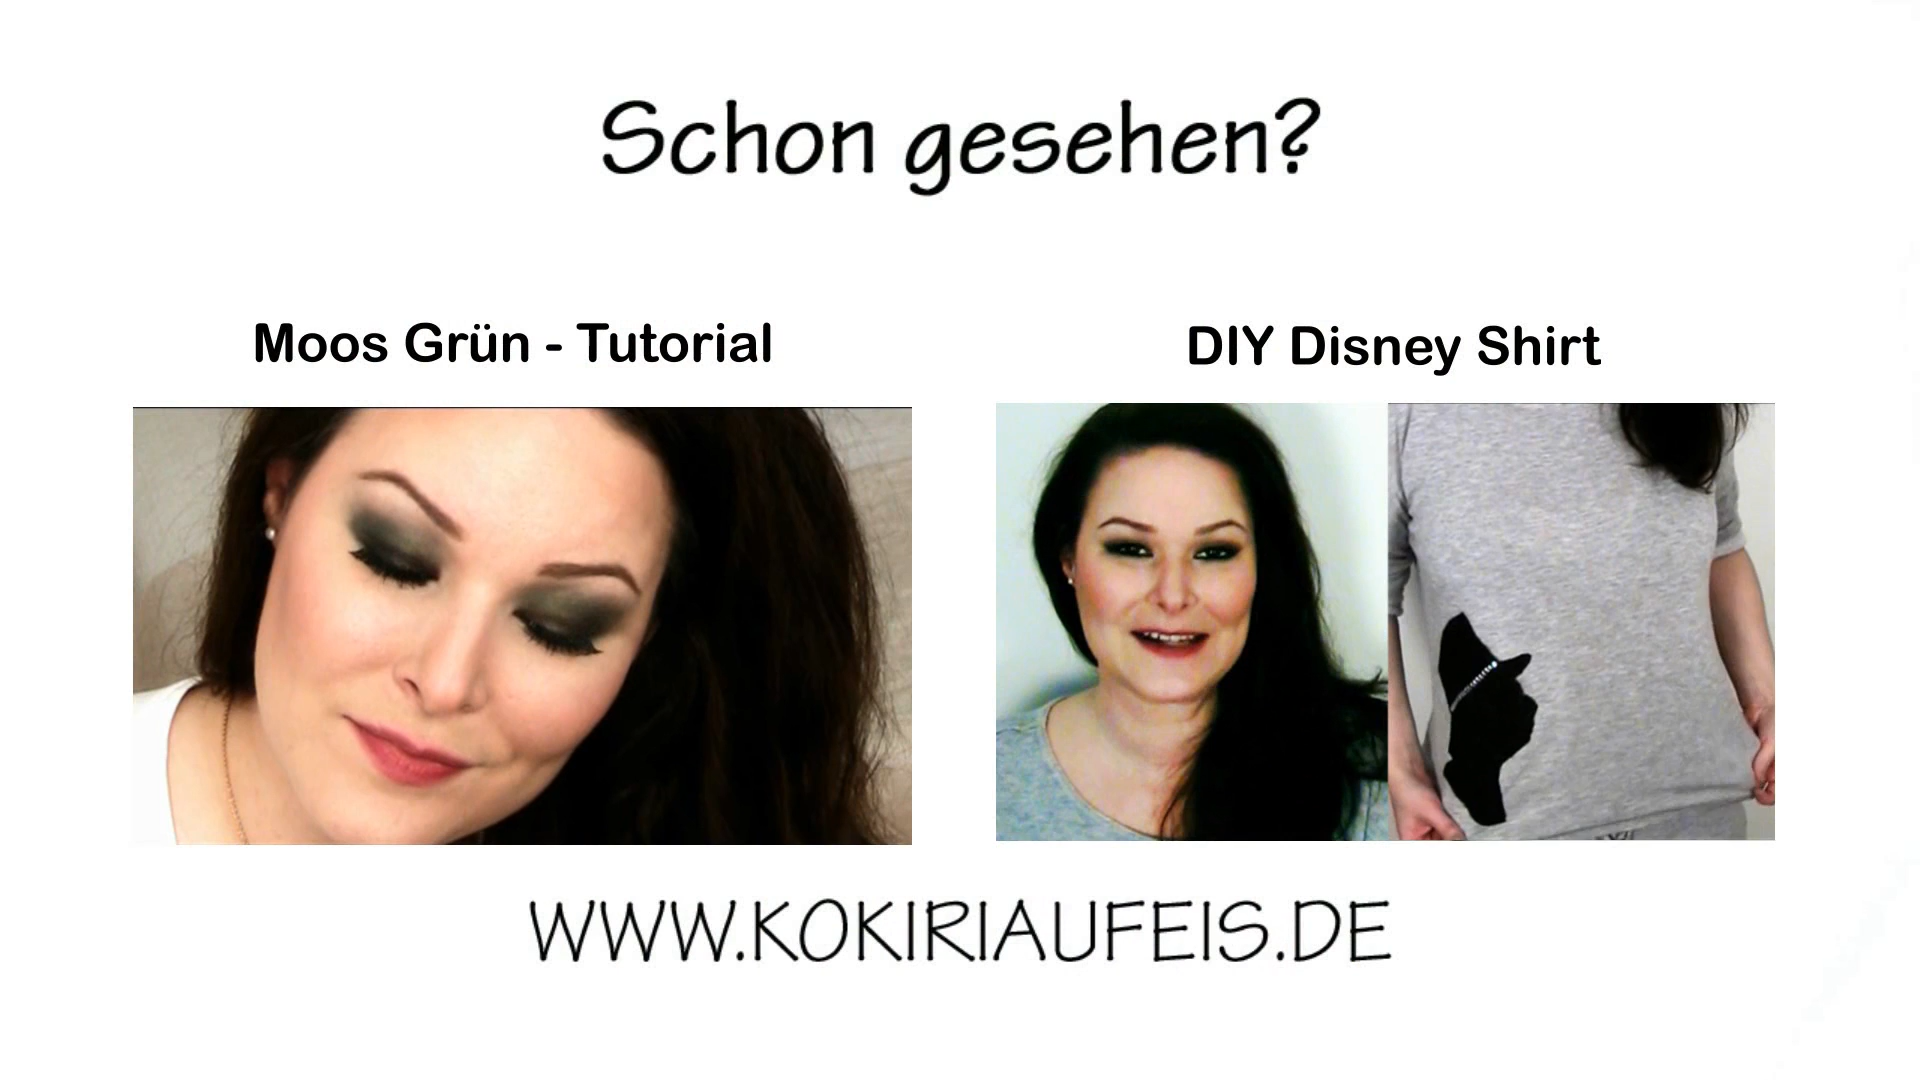 Schon gesehen?
Moos Grün - Tutorial
DIY Disney Shirt
WWW.KOKIRIAUFEIS.DE